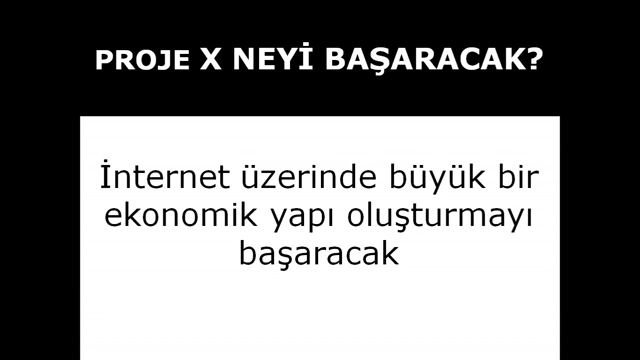 PROJE X NEYİ BAŞARACAK?
İnternet üzerinde büyük bir
ekonomik yapı oluşturmayı
başaracak